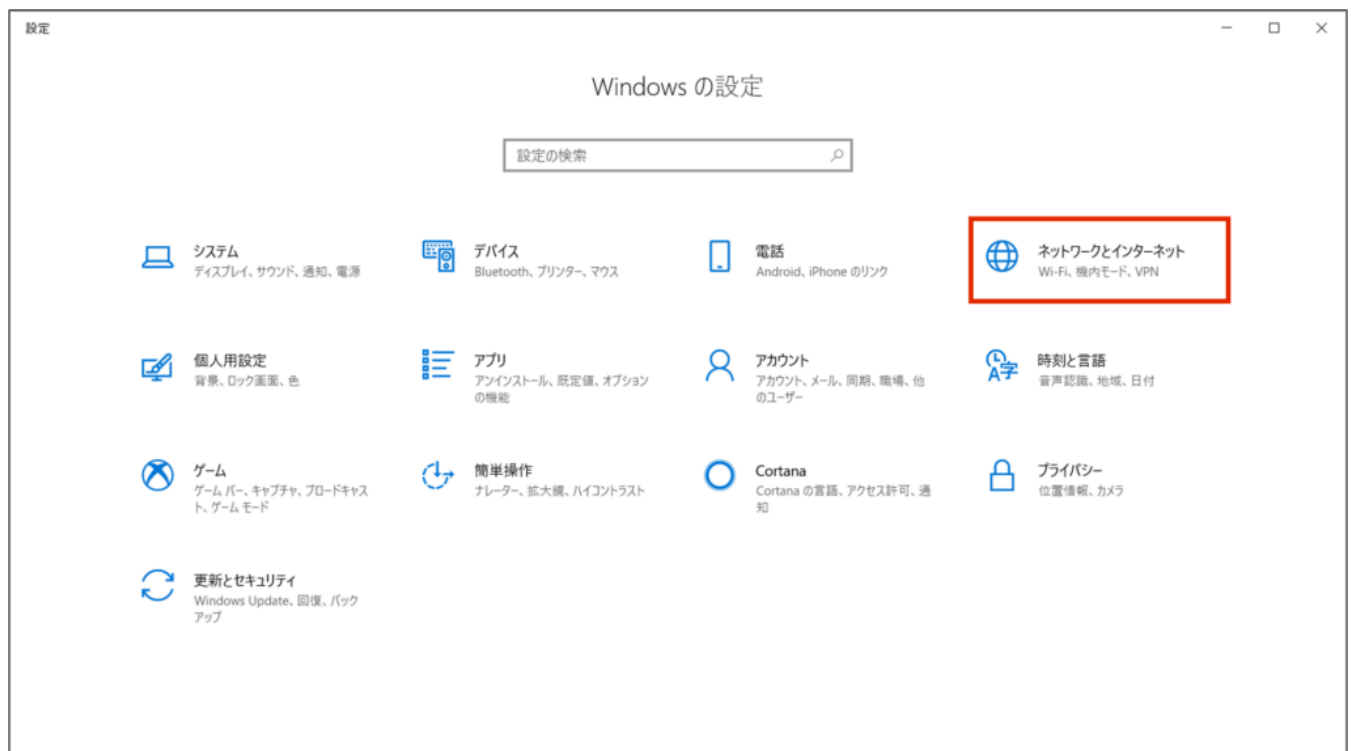 設定
Windows の設定
設定の検索
システム
ディスプレイ、サウンド、通知、電源
デバイス
Bluetooth、プリンター、マウス
電話
Android、iPhone のリンク
ネットワークとインターネット
Wi-Fi、機内モード、VPN
個人用設定
背景、ロック画面、色
アプリ
アンインストール、既定値、オプション
の機能
アカウント
アカウント、メール、同期、職場、他
のユーザー
時刻と言語
音声認識、地域、日付
ゲーム
ゲーム バー、キャプチャ、ブロードキャス
ト、ゲーム モード
簡単操作
ナレーター、拡大鏡、ハイコントラスト
Cortana
Cortana の言語、アクセス許可、通
知
プライバシー
位置情報、カメラ
更新とセキュリティ
Windows Update、回復、バック
アップ